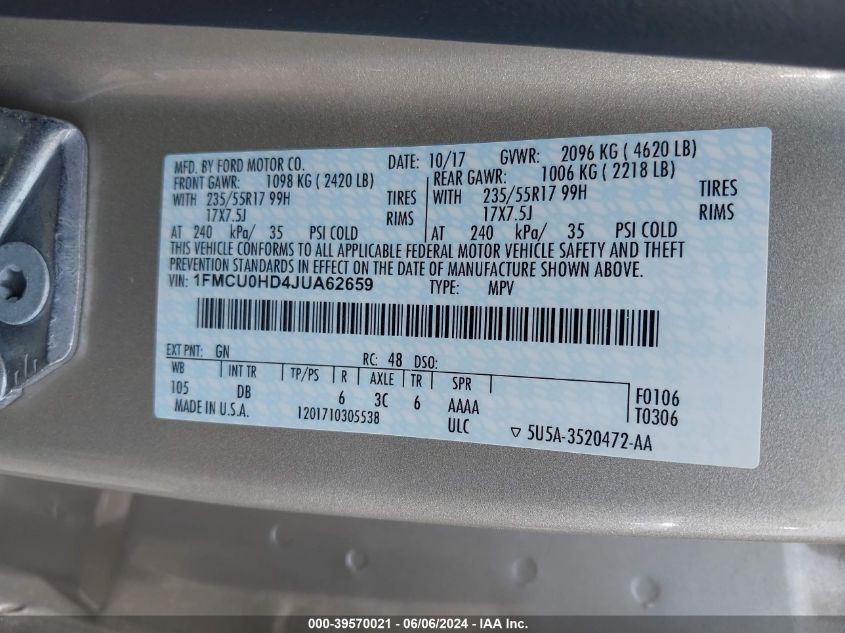 MFD. BY FORD MOTOR CO. DATE: 10/17 GVWR: 2096 KG ( 4620 LB)
FRONT GAWR: 1098 KG ( 2420 LB) REAR GAWR: 1006 KG ( 2218 LB)
WITH 235/55R17 99H TIRES WITH 235/55R17 99H TIRES
17X7.5J RIMS 17X7.5J RIMS
AT 240 kPa/ 35 PSI COLD AT 240 kPa/ 35 PSI COLD
THIS VEHICLE CONFORMS TO ALL APPLICABLE FEDERAL MOTOR VEHICLE SAFETY AND THEFT
PREVENTION STANDARDS IN EFFECT ON THE DATE OF MANUFACTURE SHOWN ABOVE.
VIN: 1FMCU0HD4JUA62659 TYPE: MPV
EXT PNT: GN RC: 48 DSO:
WB INT TR TP/PS R AXLE TR SPR
105 DB 6 3C 6 AAAA F0106
MADE IN U.S.A. 1201710305538 ULC T0306
▽ 5U5A-3520472-AA
000-39570021 - 06/06/2024 - IAA Inc.